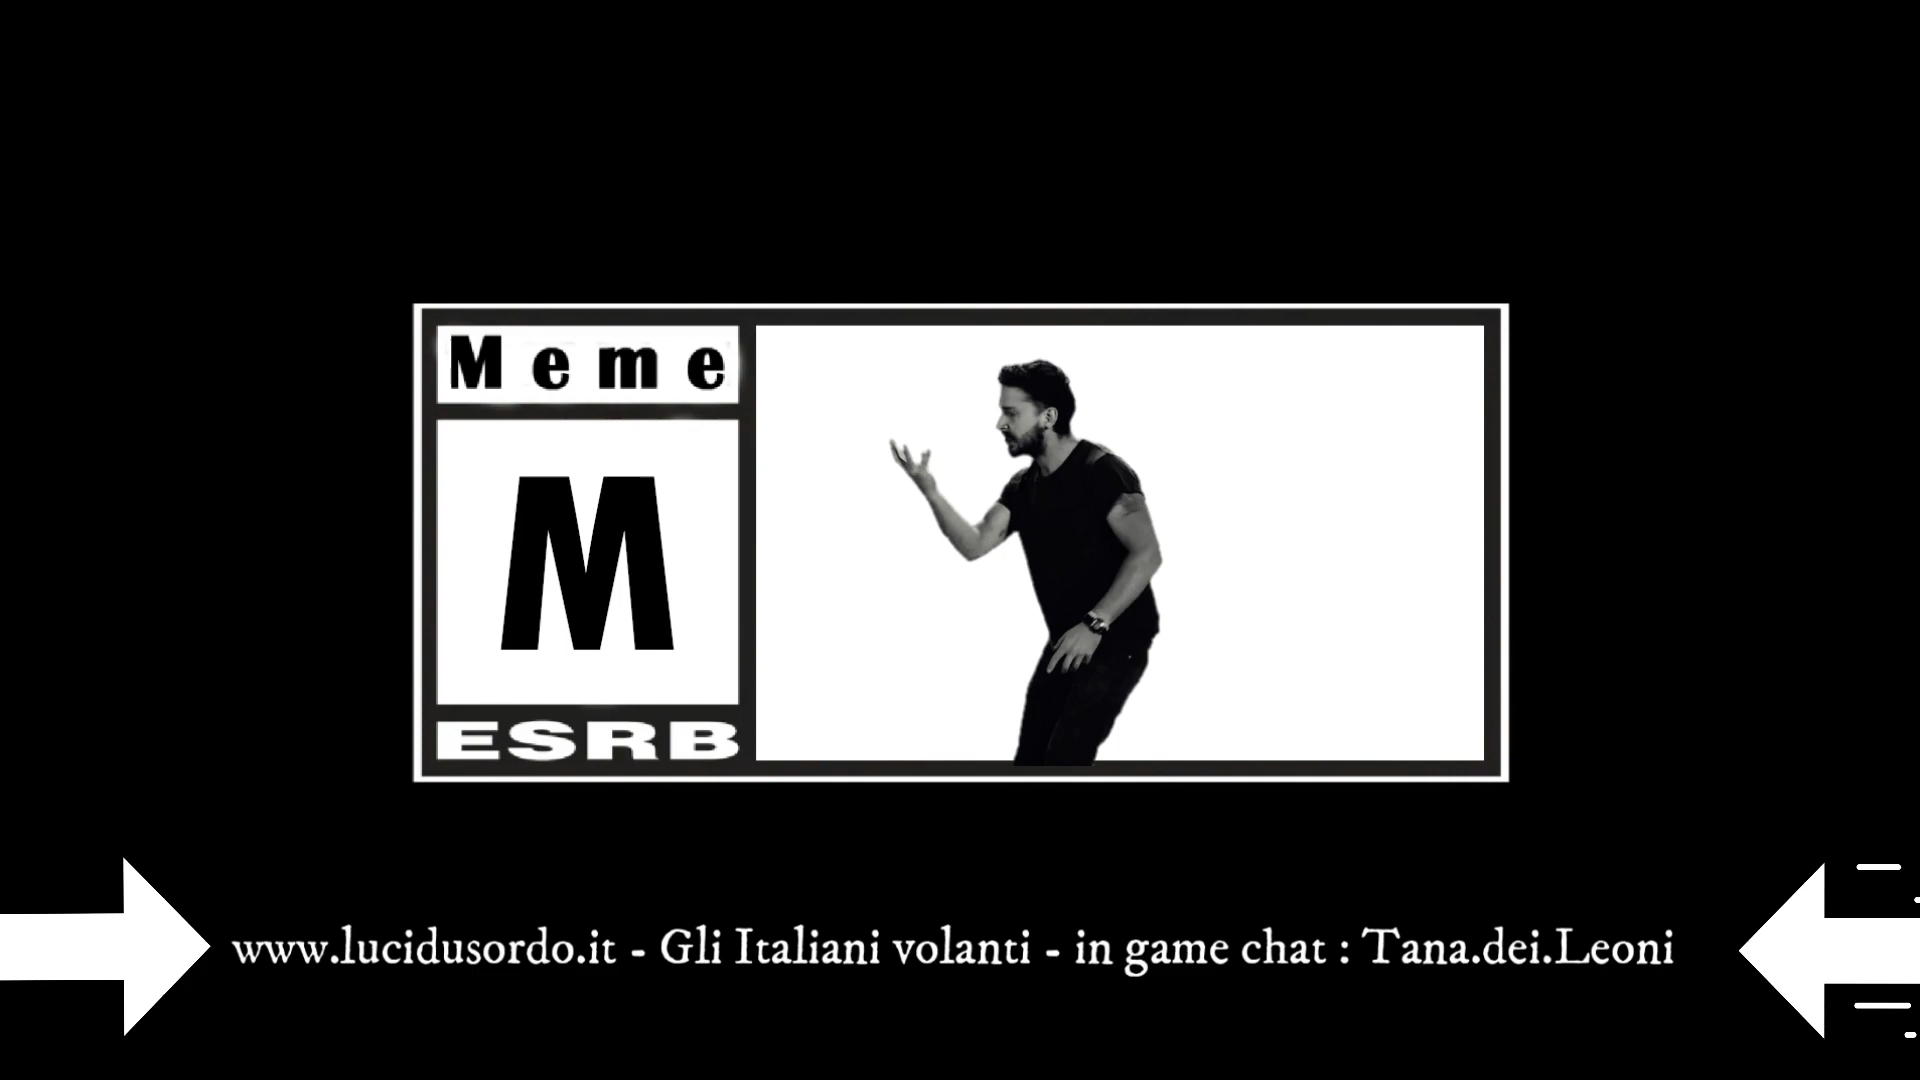 Meme
M
ESRB
www.lucidusordo.it - Gli Italiani volanti - in game chat : Tana.dei.Leoni